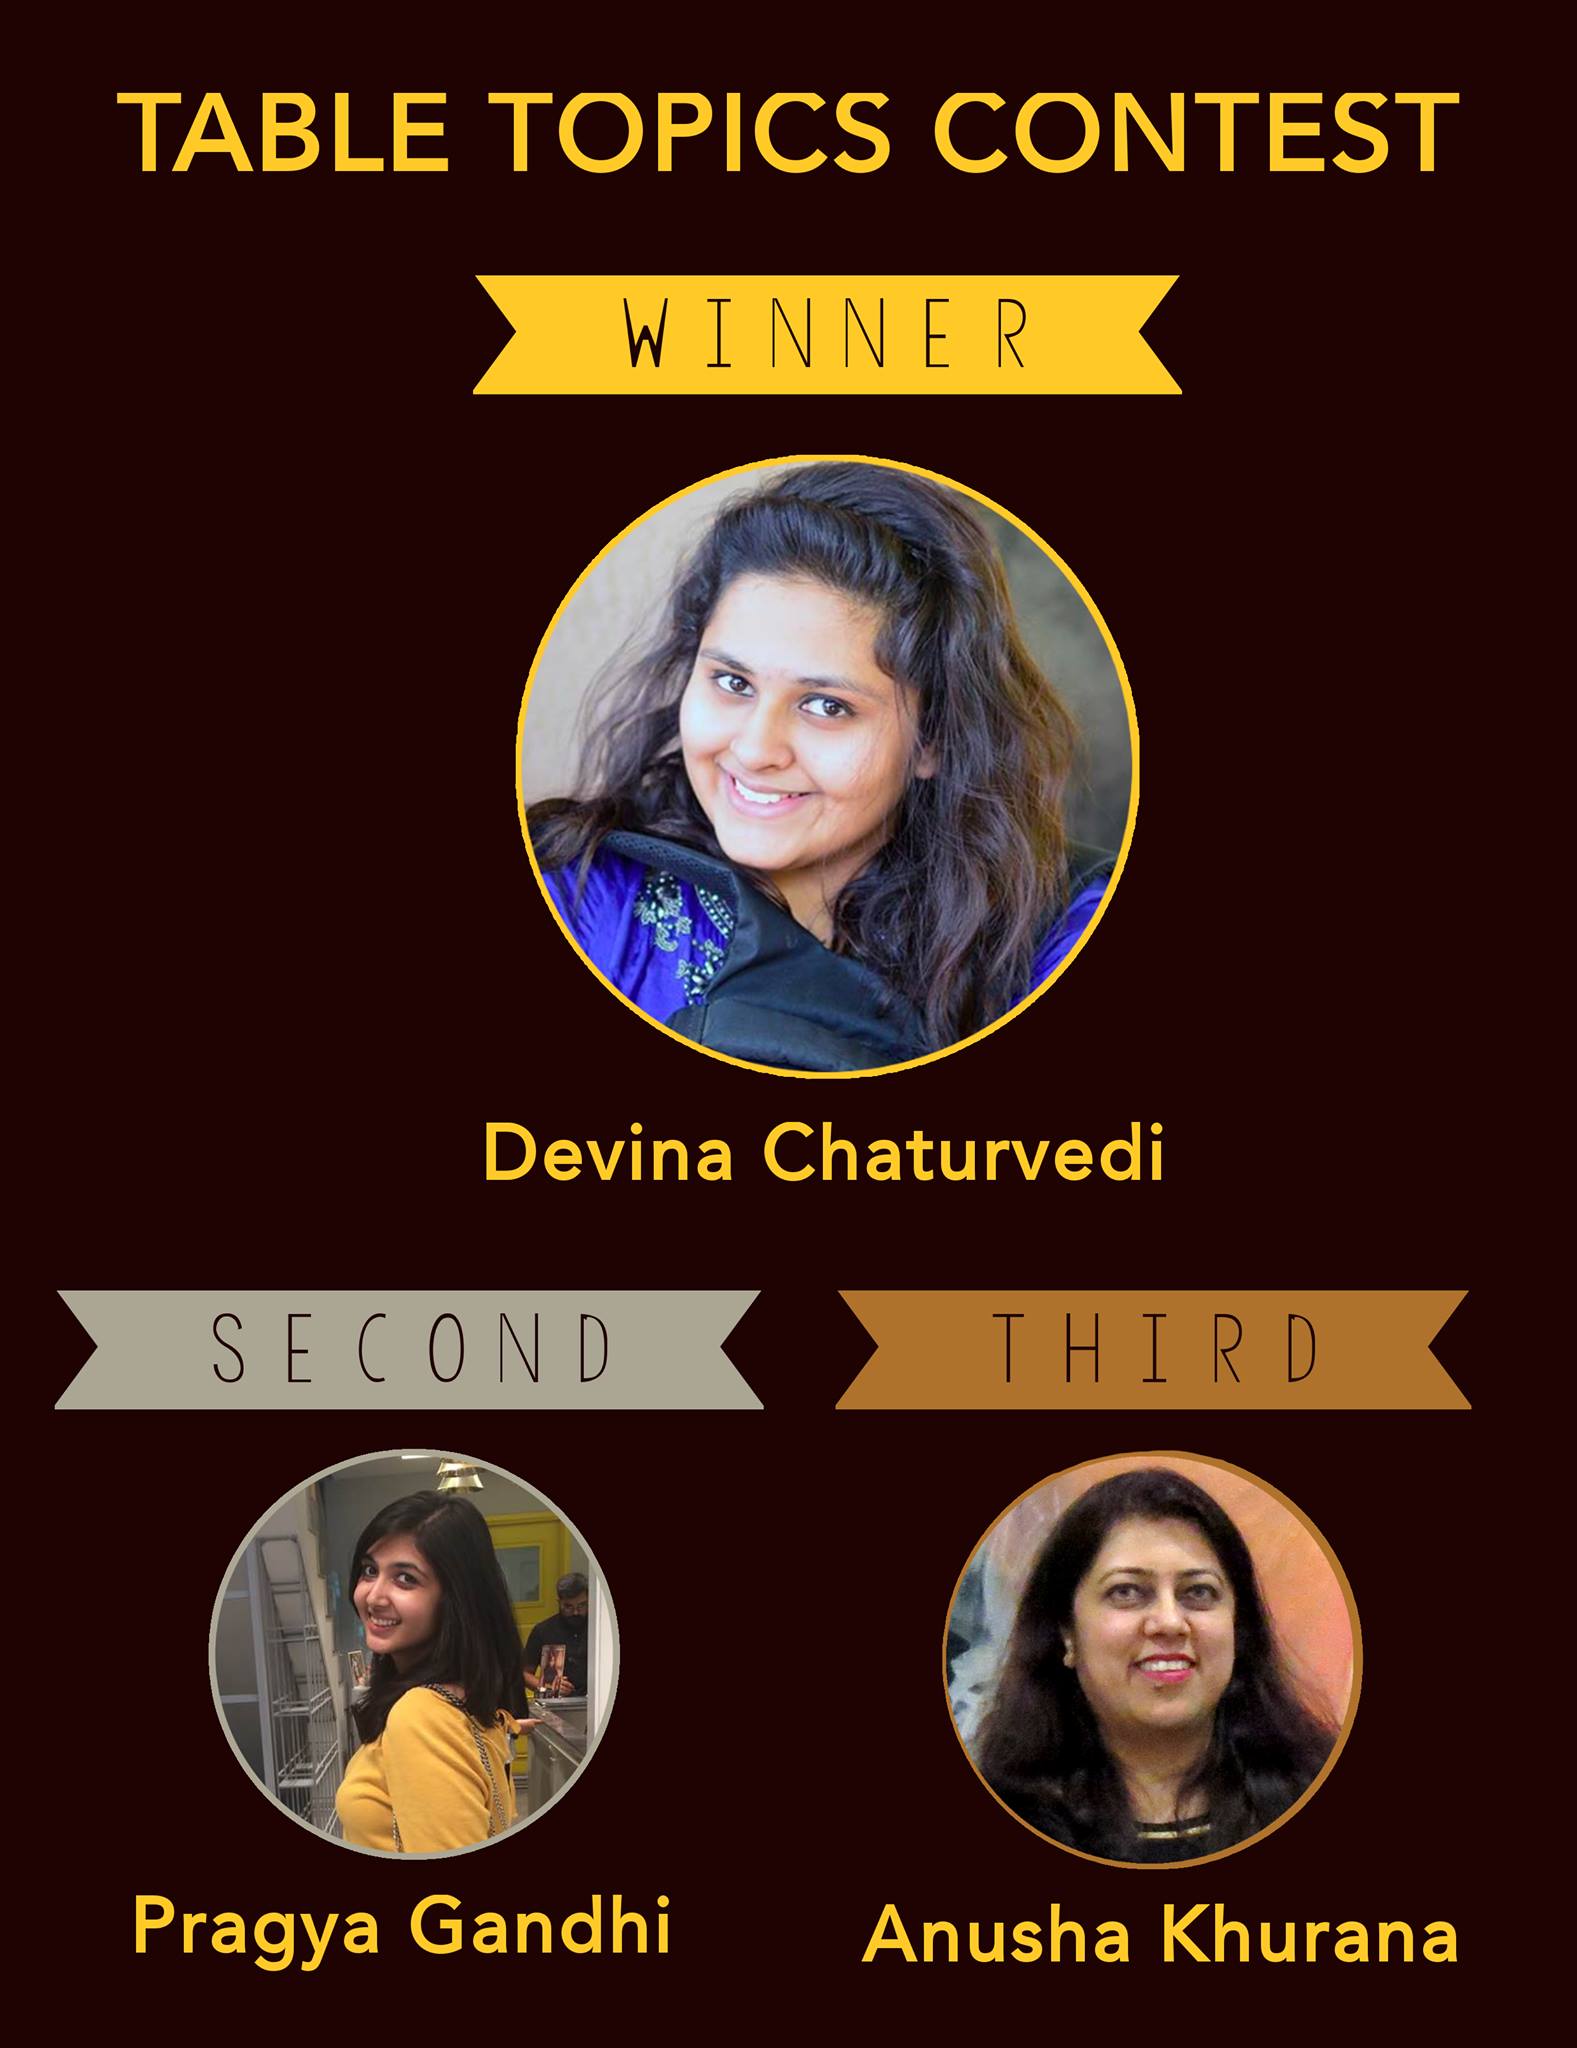 TABLE TOPICS CONTEST
WINNER
Devina Chaturvedi
SECOND
THIRD
Pragya Gandhi
Anusha Khurana